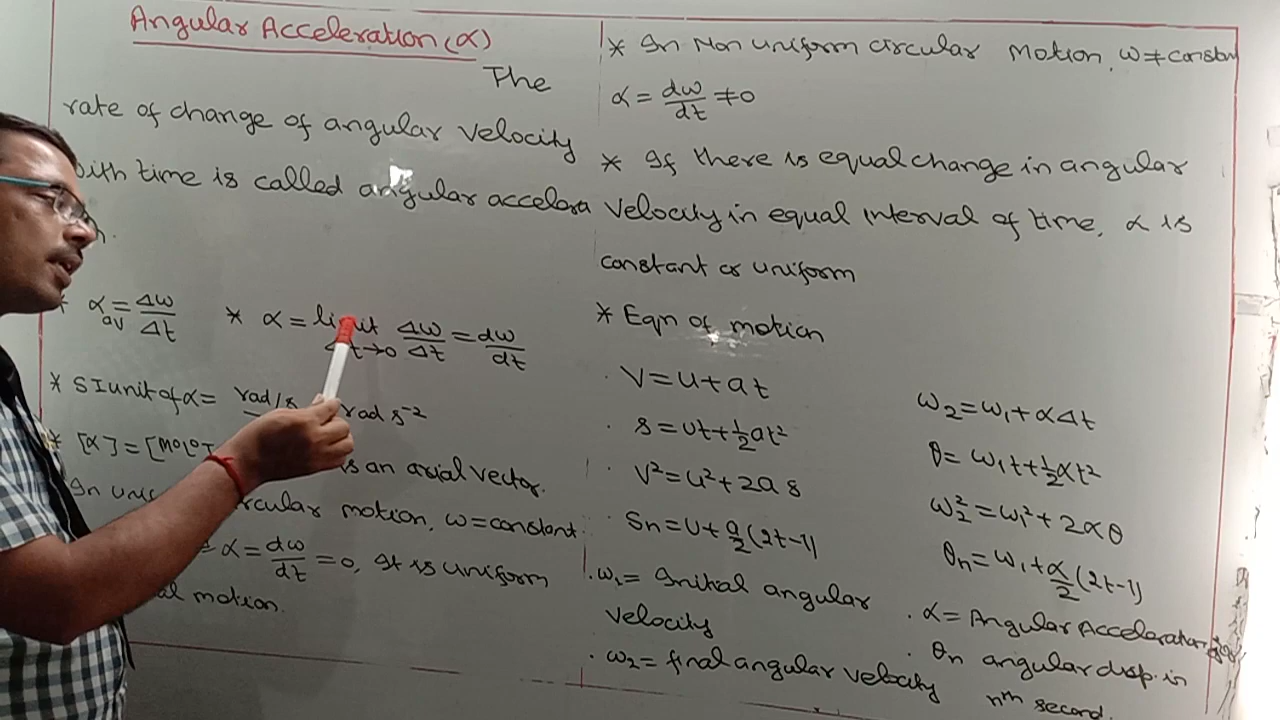 Angular Acceleration (α)
The
rate of change of angular velocity
with time is called angular accelera
α_av = Δω/Δt * α = limit Δt→0 Δω/Δt = dω/dt
* SI unit of α = rad/s rad s⁻²
* [α] = [M⁰L⁰T is an axial vector.
In circular motion, ω = constant
α = dω/dt = 0, It is uniform
motion.
* In Non uniform circular motion, ω ≠ constan
α = dω/dt ≠ 0
* If there is equal change in angular
velocity in equal interval of time, α is
constant or uniform
* Eqn of motion
· v = u + at
· s = ut + ½at²
· v² = u² + 2as
· Sn = u + a/2 (2t-1)
ω₂ = ω₁ + αΔt
θ = ω₁t + ½αt²
ω₂² = ω₁² + 2αθ
θn = ω₁ + α/2 (2t-1)
· ω₁ = Initial angular
velocity
· ω₂ = final angular velocity
· α = Angular Acceleration
· θn angular disp. in
nth second.